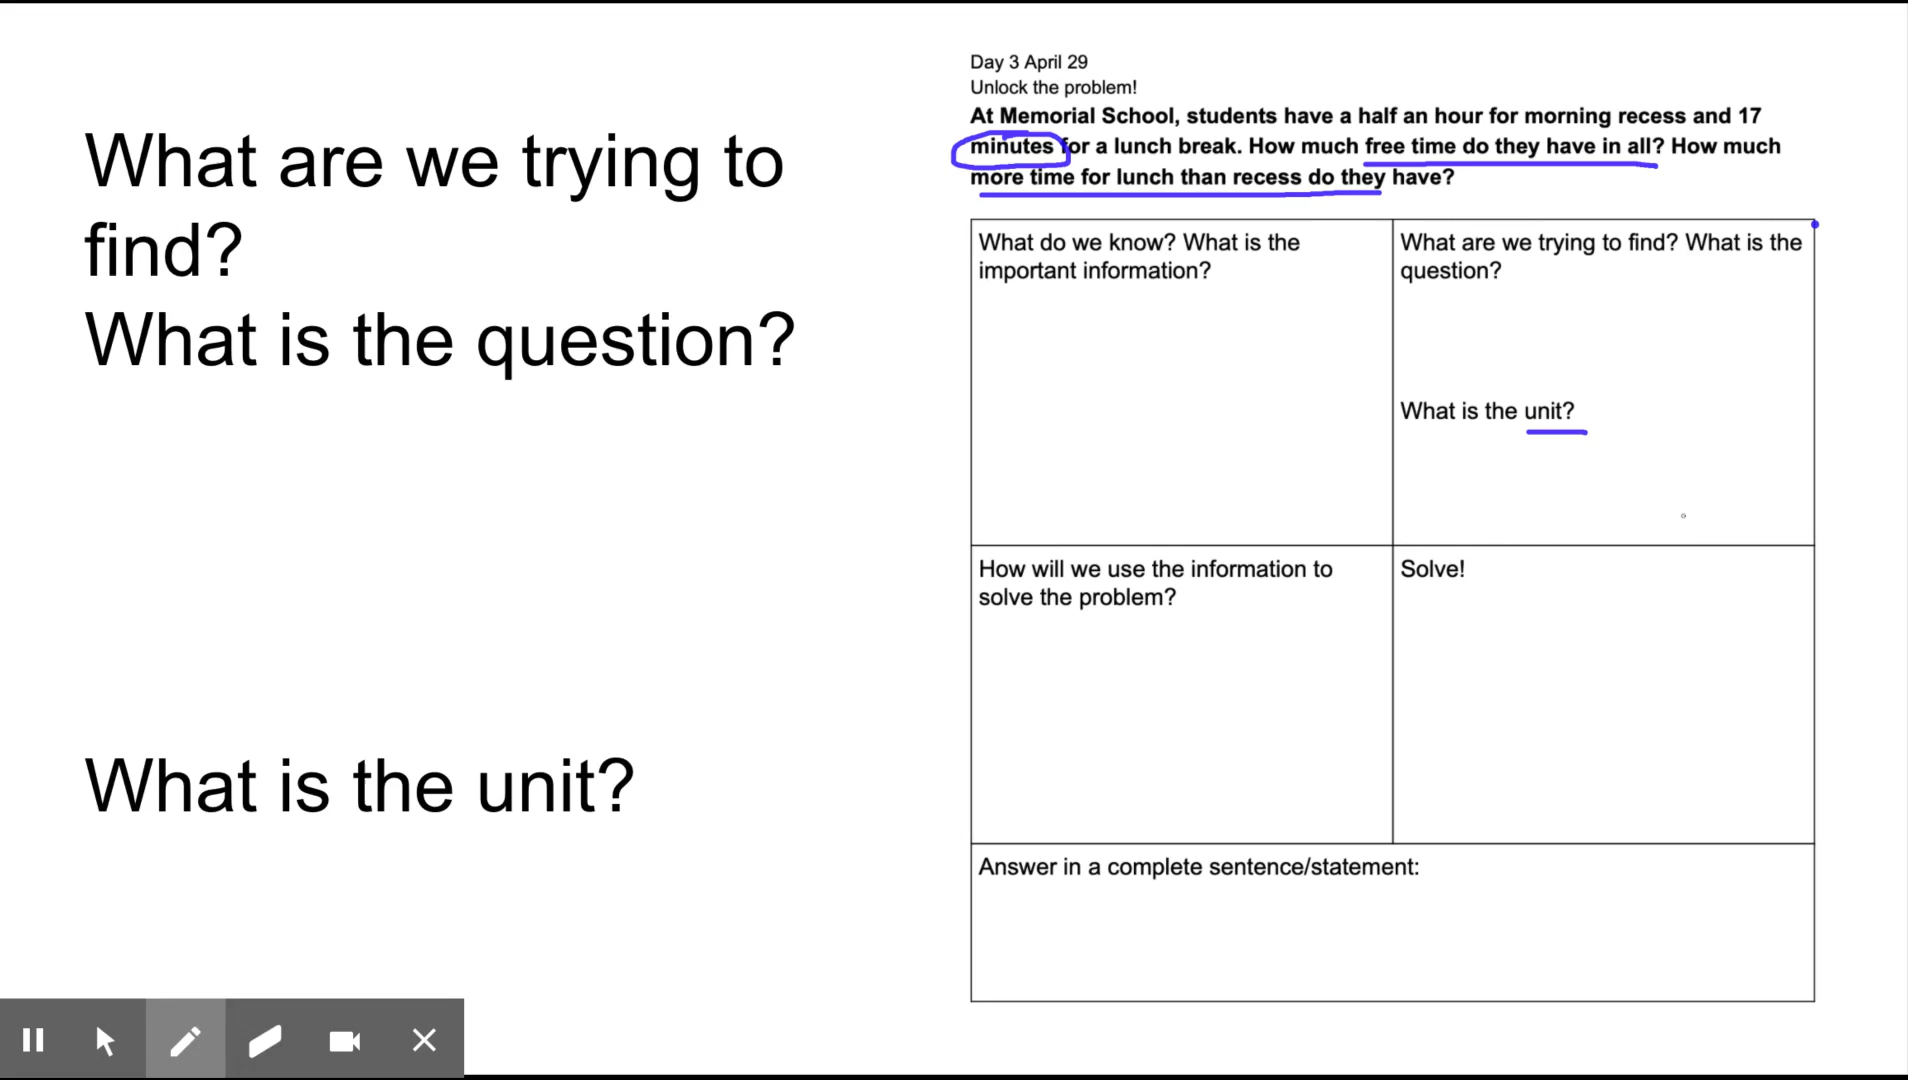 What are we trying to
find?
What is the question?
What is the unit?
Day 3 April 29
Unlock the problem!
At Memorial School, students have a half an hour for morning recess and 17
minutes for a lunch break. How much free time do they have in all? How much
more time for lunch than recess do they have?
What do we know? What is the
important information?
What are we trying to find? What is the
question?
What is the unit?
How will we use the information to
solve the problem?
Solve!
Answer in a complete sentence/statement: